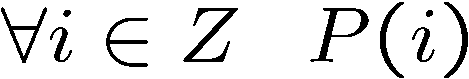 ∀i ∈ Z P(i)